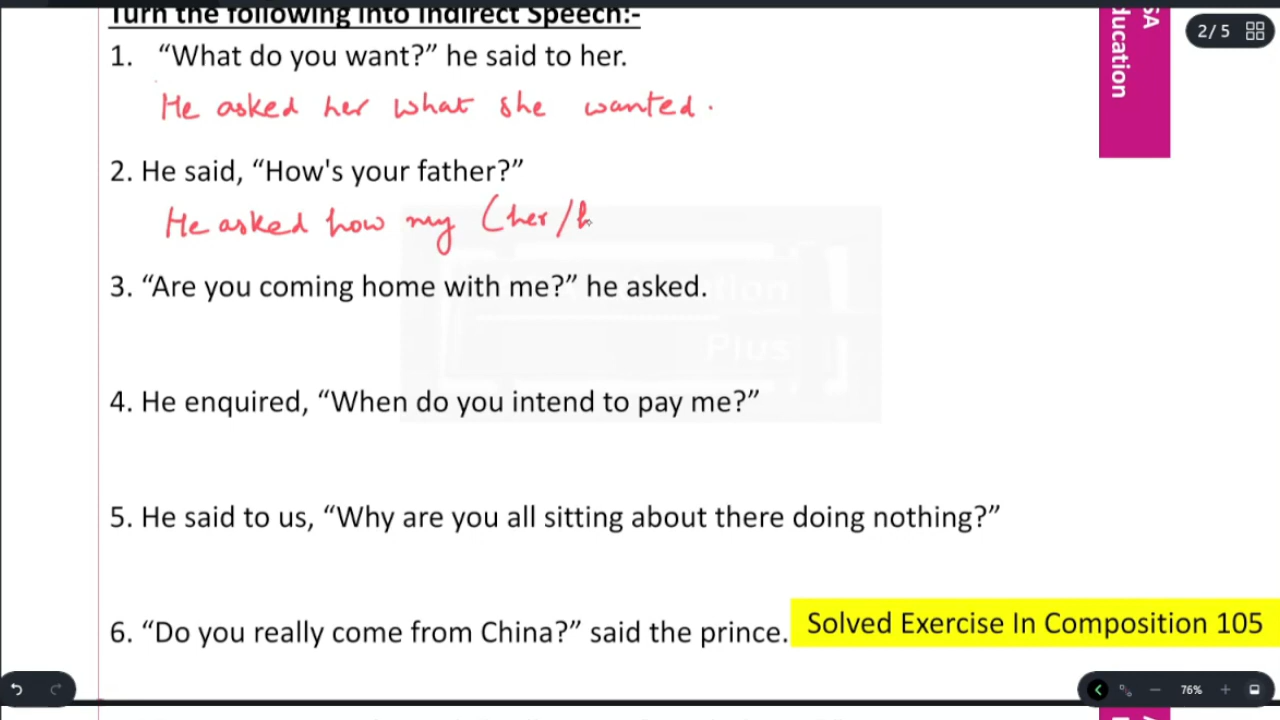 Turn the following into Indirect Speech:-
1. “What do you want?” he said to her.
He asked her what she wanted.
2. He said, “How's your father?”
He asked how my (her/h
3. “Are you coming home with me?” he asked.
4. He enquired, “When do you intend to pay me?”
5. He said to us, “Why are you all sitting about there doing nothing?”
6. “Do you really come from China?” said the prince.
Solved Exercise In Composition 105
2/5
76%
Plus